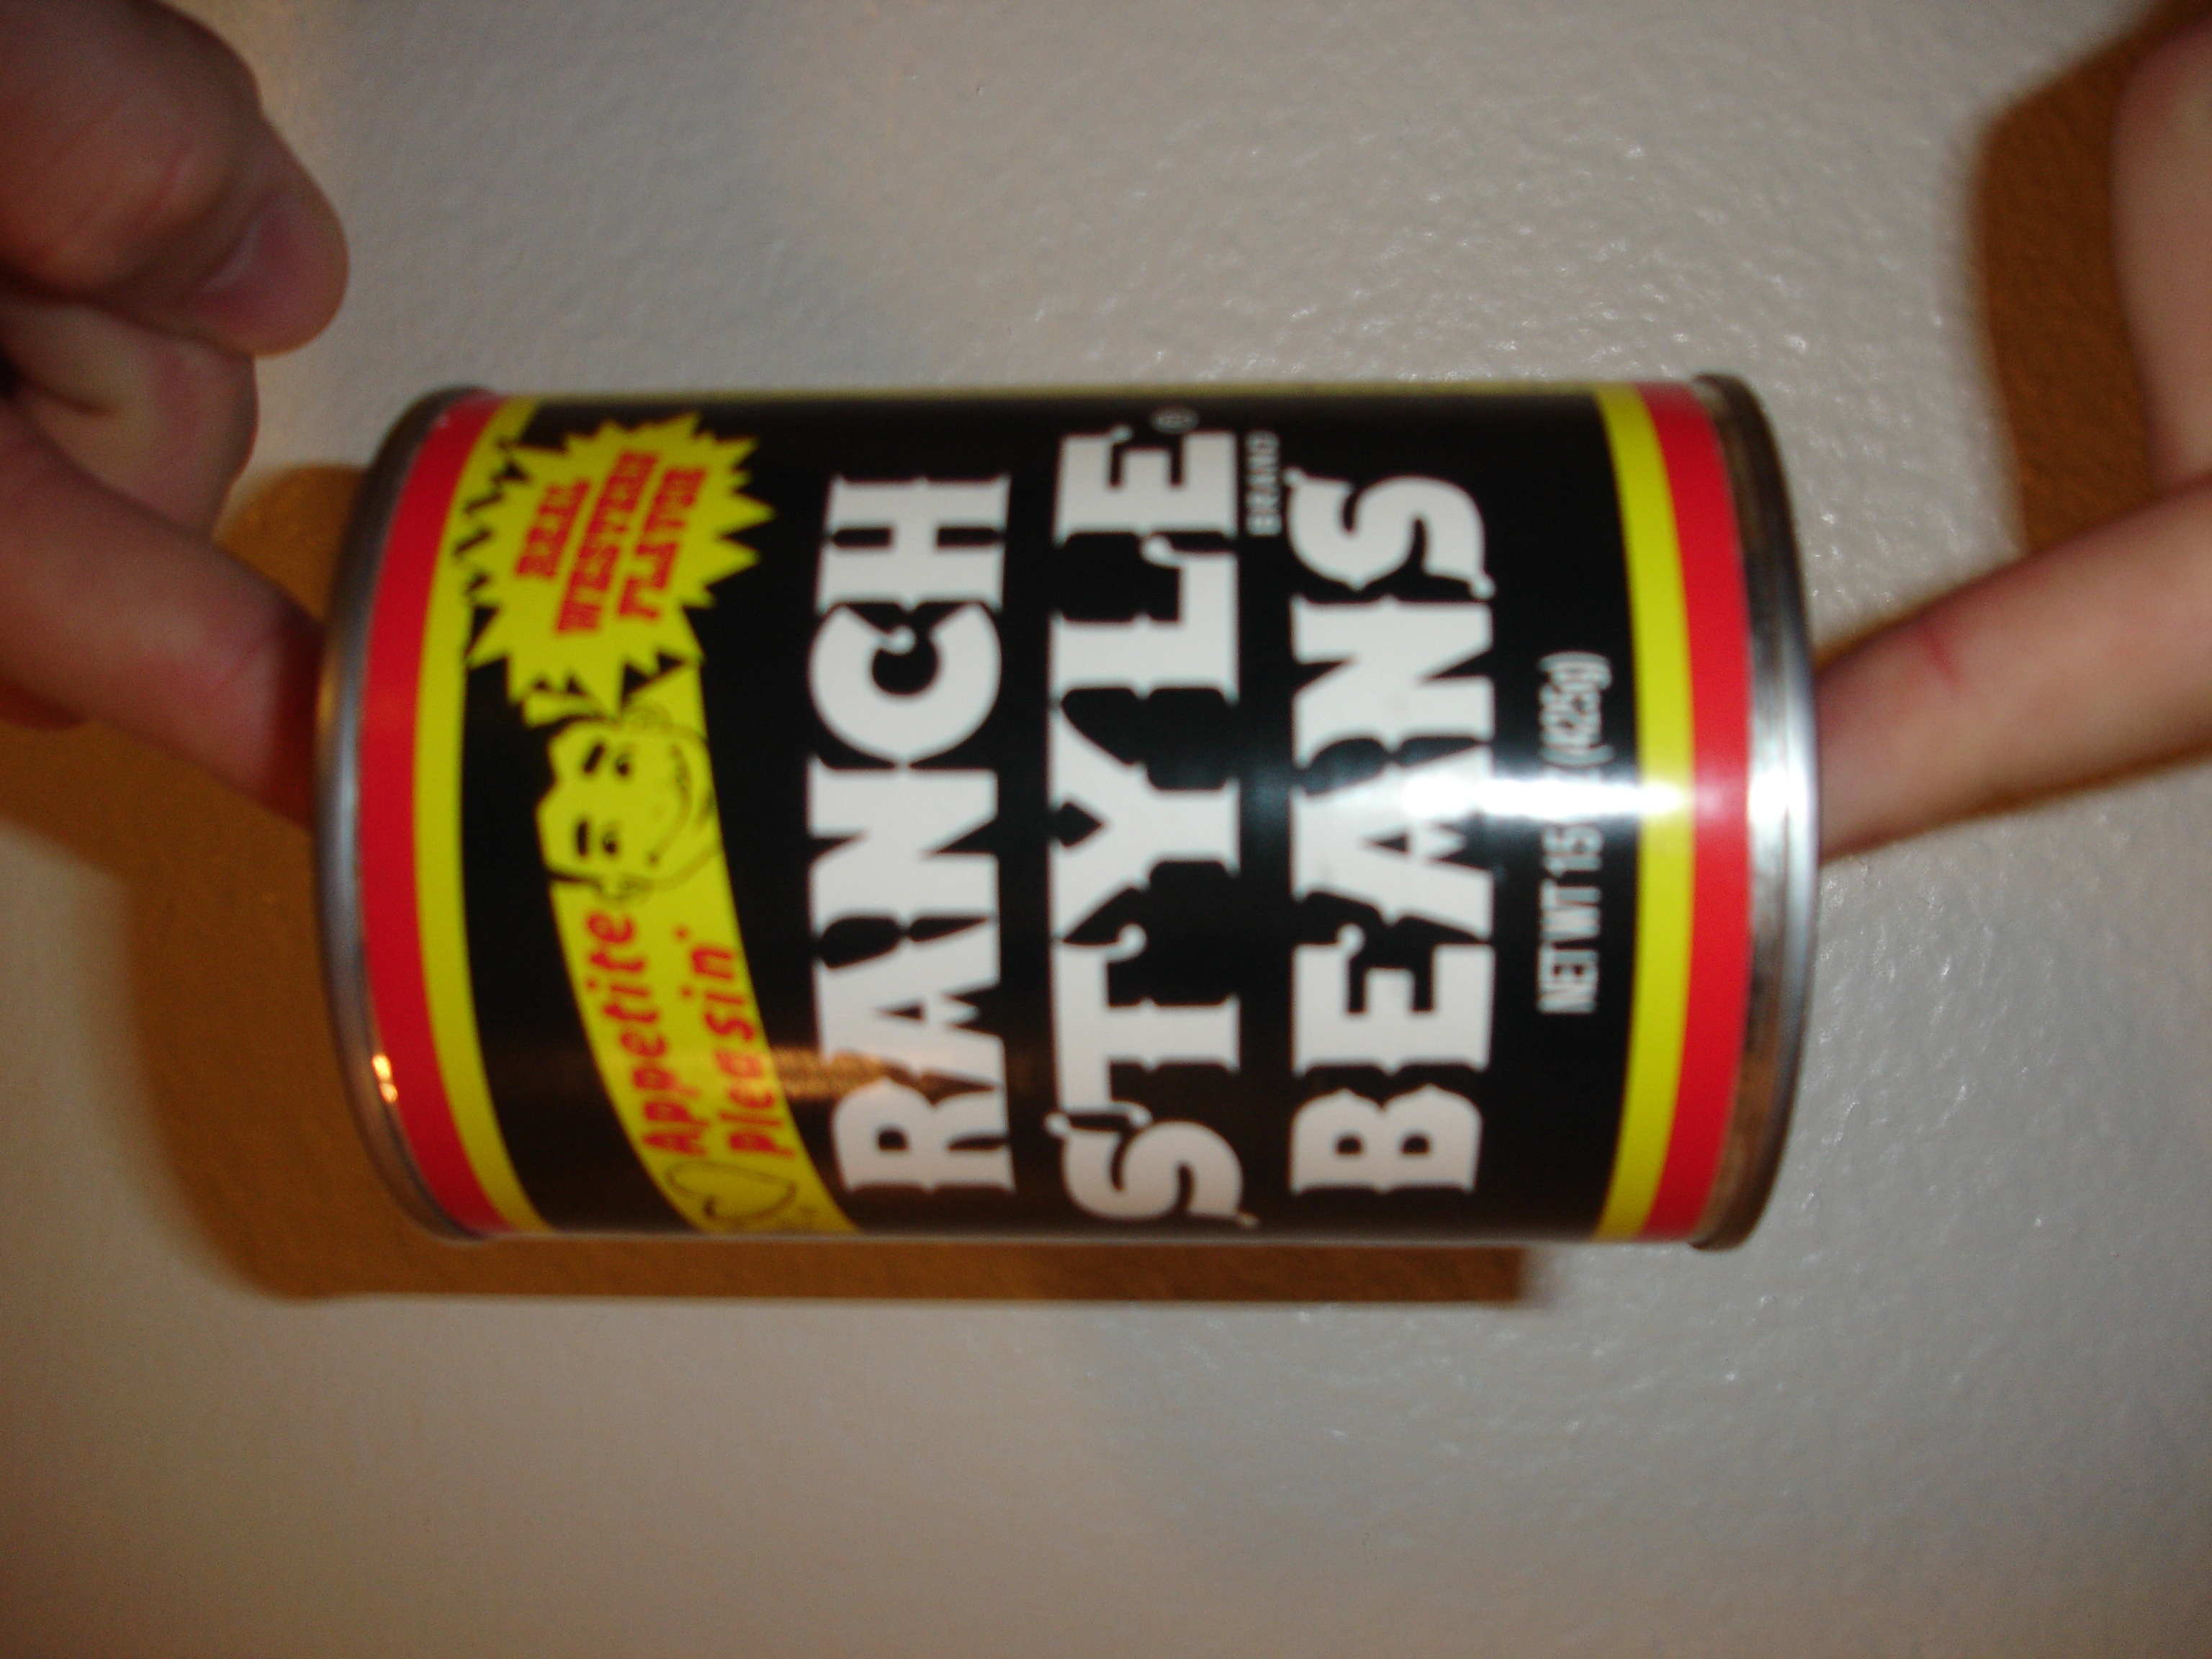 REAL
WESTERN
FLAVOR
Appetite
pleasin'
RANCH
STYLE®
BRAND
BEANS
NET WT 15 (425g)